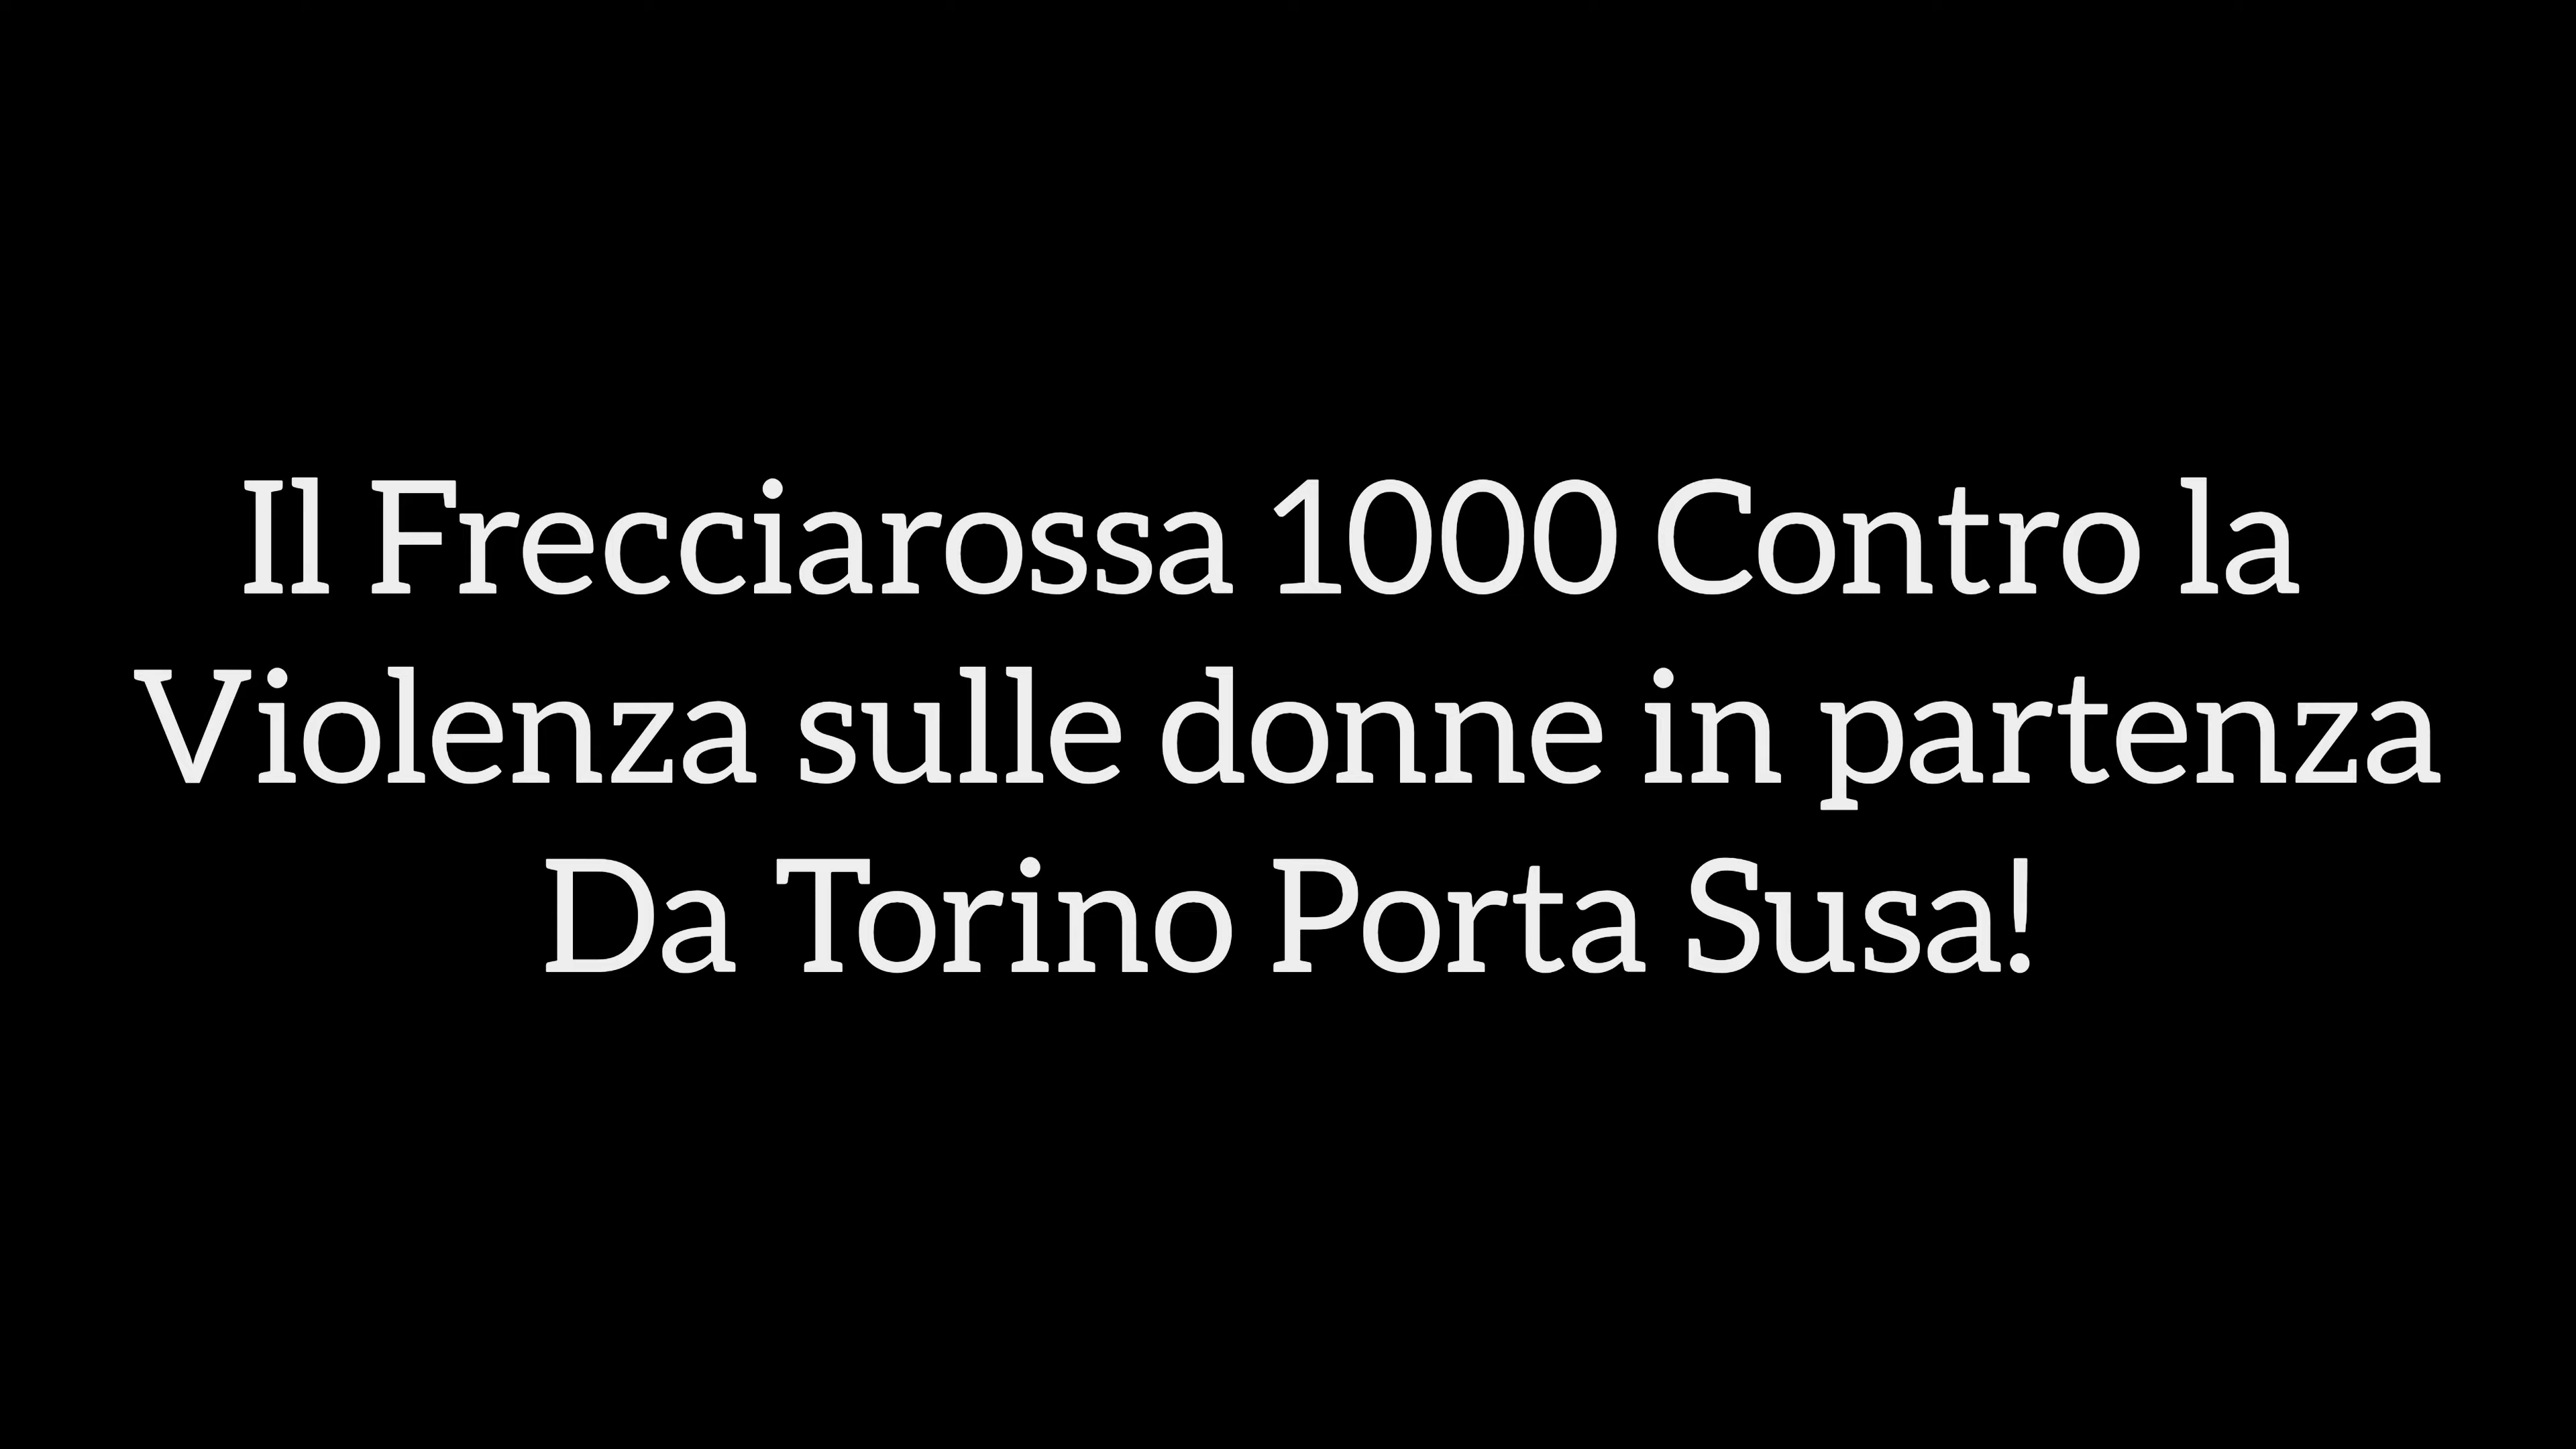 Il Frecciarossa 1000 Contro la
Violenza sulle donne in partenza
Da Torino Porta Susa!